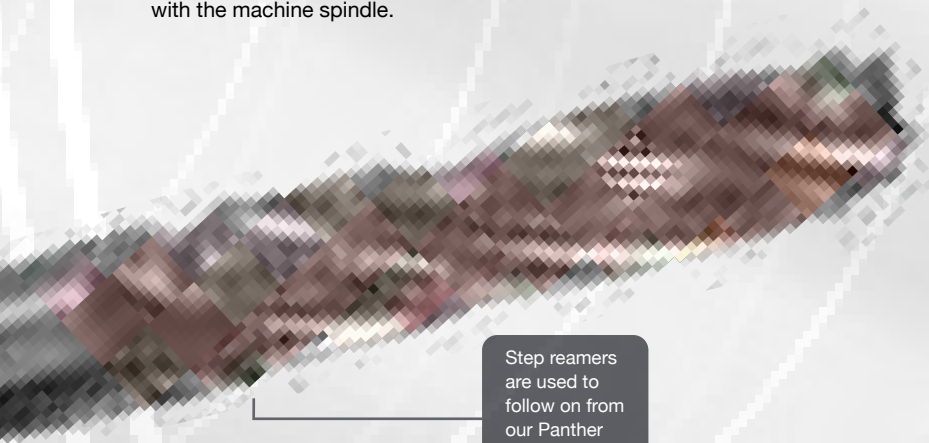 with the machine spindle.
Step reamers
are used to
follow on from
our Panther